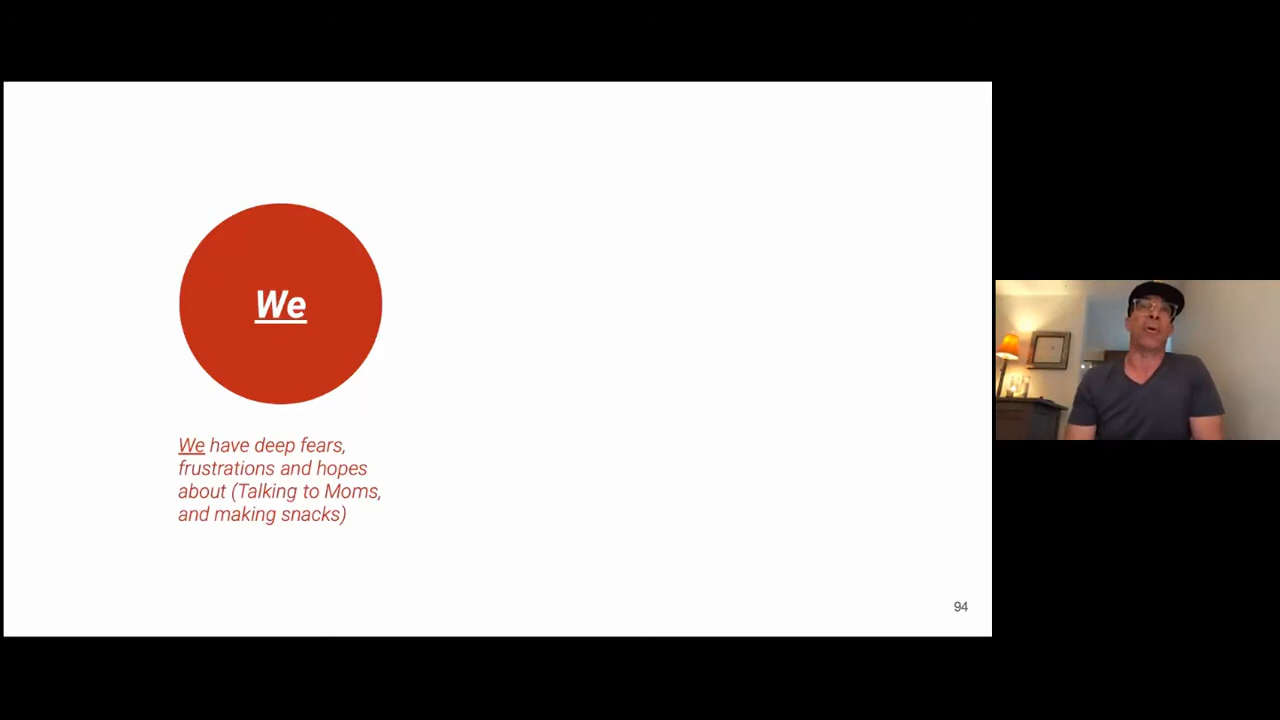 We
We have deep fears,
frustrations and hopes
about (Talking to Moms,
and making snacks)
94